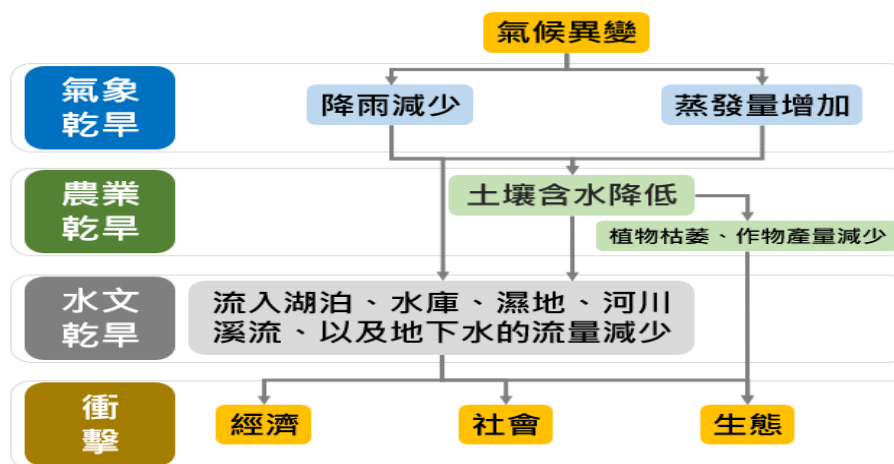 氣候異變
氣象
乾旱
降雨減少
蒸發量增加
農業
乾旱
土壤含水降低
植物枯萎、作物產量減少
水文
乾旱
流入湖泊、水庫、濕地、河川
溪流、以及地下水的流量減少
衝
擊
經濟
社會
生態